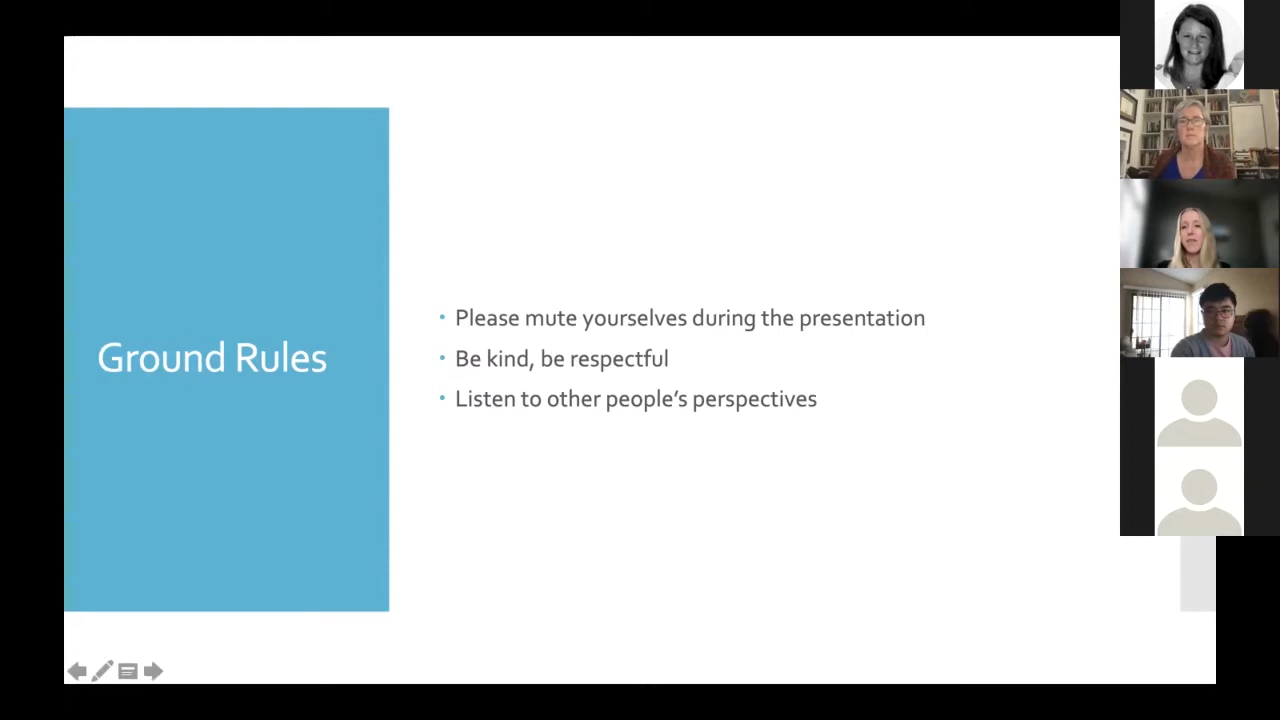 Ground Rules
Please mute yourselves during the presentation
Be kind, be respectful
Listen to other people’s perspectives